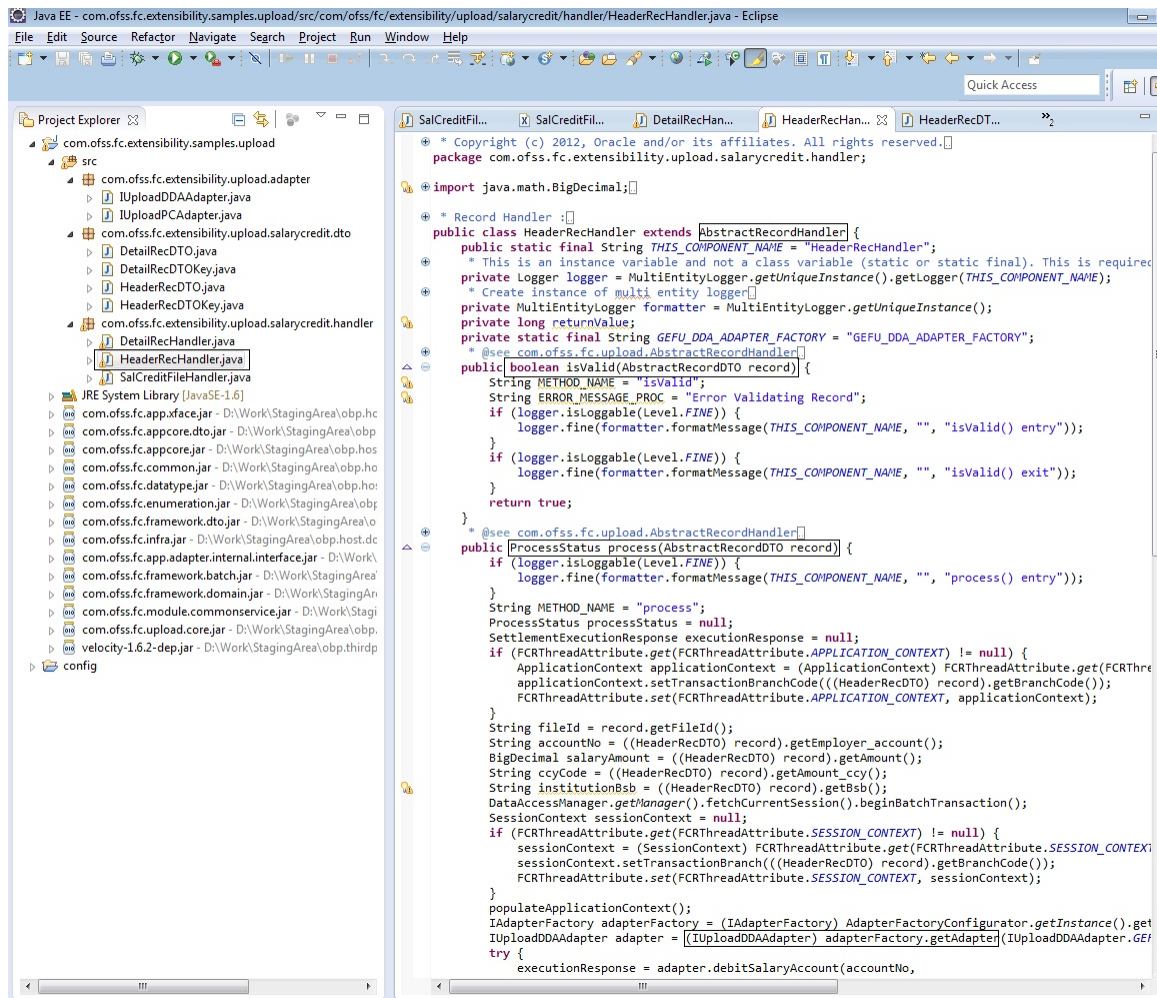 Java EE - com.ofss.fc.extensibility.samples.upload/src/com/ofss/fc/extensibility/upload/salarycredit/handler/HeaderRecHandler.java - Eclipse
File Edit Source Refactor Navigate Search Project Run Window Help
Quick Access
Project Explorer
com.ofss.fc.extensibility.samples.upload
src
com.ofss.fc.extensibility.upload.adapter
IUploadDDAAdapter.java
IUploadPCAdapter.java
com.ofss.fc.extensibility.upload.salarycredit.dto
DetailRecDTO.java
DetailRecDTOKey.java
HeaderRecDTO.java
HeaderRecDTOKey.java
com.ofss.fc.extensibility.upload.salarycredit.handler
DetailRecHandler.java
HeaderRecHandler.java
SalCreditFileHandler.java
JRE System Library [JavaSE-1.6]
com.ofss.fc.app.xface.jar - D:\Work\StagingArea\obp.hc
com.ofss.fc.appcore.dto.jar - D:\Work\StagingArea\obp
com.ofss.fc.appcore.jar - D:\Work\StagingArea\obp.hos
com.ofss.fc.common.jar - D:\Work\StagingArea\obp.ho
com.ofss.fc.datatype.jar - D:\Work\StagingArea\obp.hos
com.ofss.fc.enumeration.jar - D:\Work\StagingArea\obp
com.ofss.fc.framework.dto.jar - D:\Work\StagingArea\o
com.ofss.fc.infra.jar - D:\Work\StagingArea\obp.host.dc
com.ofss.fc.app.adapter.internal.interface.jar - D:\Work\
com.ofss.fc.framework.batch.jar - D:\Work\StagingArea\
com.ofss.fc.framework.domain.jar - D:\Work\StagingAr
com.ofss.fc.module.commonservice.jar - D:\Work\Stagi
com.ofss.fc.upload.core.jar - D:\Work\StagingArea\obp.
velocity-1.6.2-dep.jar - D:\Work\StagingArea\obp.thirdp
config
SalCreditFil... SalCreditFil... DetailRecHan... HeaderRecHan... HeaderRecDT... »2
* Copyright (c) 2012, Oracle and/or its affiliates. All rights reserved.
package com.ofss.fc.extensibility.upload.salarycredit.handler;
import java.math.BigDecimal;
* Record Handler :
public class HeaderRecHandler extends AbstractRecordHandler {
public static final String THIS_COMPONENT_NAME = "HeaderRecHandler";
* This is an instance variable and not a class variable (static or static final). This is required
private Logger logger = MultiEntityLogger.getUniqueInstance().getLogger(THIS_COMPONENT_NAME);
* Create instance of multi entity logger
private MultiEntityLogger formatter = MultiEntityLogger.getUniqueInstance();
private long returnValue;
private static final String GEFU_DDA_ADAPTER_FACTORY = "GEFU_DDA_ADAPTER_FACTORY";
* @see com.ofss.fc.upload.AbstractRecordHandler
public boolean isValid(AbstractRecordDTO record) {
String METHOD_NAME = "isValid";
String ERROR_MESSAGE_PROC = "Error Validating Record";
if (logger.isLoggable(Level.FINE)) {
logger.fine(formatter.formatMessage(THIS_COMPONENT_NAME, "", "isValid() entry"));
}
if (logger.isLoggable(Level.FINE)) {
logger.fine(formatter.formatMessage(THIS_COMPONENT_NAME, "", "isValid() exit"));
}
return true;
}
* @see com.ofss.fc.upload.AbstractRecordHandler
public ProcessStatus process(AbstractRecordDTO record) {
if (logger.isLoggable(Level.FINE)) {
logger.fine(formatter.formatMessage(THIS_COMPONENT_NAME, "", "process() entry"));
}
String METHOD_NAME = "process";
ProcessStatus processStatus = null;
SettlementExecutionResponse executionResponse = null;
if (FCRThreadAttribute.get(FCRThreadAttribute.APPLICATION_CONTEXT) != null) {
ApplicationContext applicationContext = (ApplicationContext) FCRThreadAttribute.get(FCRThre
applicationContext.setTransactionBranchCode(((HeaderRecDTO) record).getBranchCode());
FCRThreadAttribute.set(FCRThreadAttribute.APPLICATION_CONTEXT, applicationContext);
}
String fileId = record.getFileId();
String accountNo = ((HeaderRecDTO) record).getEmployer_account();
BigDecimal salaryAmount = ((HeaderRecDTO) record).getAmount();
String ccyCode = ((HeaderRecDTO) record).getAmount_ccy();
String institutionBsb = ((HeaderRecDTO) record).getBsb();
DataAccessManager.getManager().fetchCurrentSession().beginBatchTransaction();
SessionContext sessionContext = null;
if (FCRThreadAttribute.get(FCRThreadAttribute.SESSION_CONTEXT) != null) {
sessionContext = (SessionContext) FCRThreadAttribute.get(FCRThreadAttribute.SESSION_CONTEXT
sessionContext.setTransactionBranch(((HeaderRecDTO) record).getBranchCode());
FCRThreadAttribute.set(FCRThreadAttribute.SESSION_CONTEXT, sessionContext);
}
populateApplicationContext();
IAdapterFactory adapterFactory = (IAdapterFactory) AdapterFactoryConfigurator.getInstance().get
IUploadDDAAdapter adapter = (IUploadDDAAdapter) adapterFactory.getAdapter(IUploadDDAAdapter.GEF
try {
executionResponse = adapter.debitSalaryAccount(accountNo,